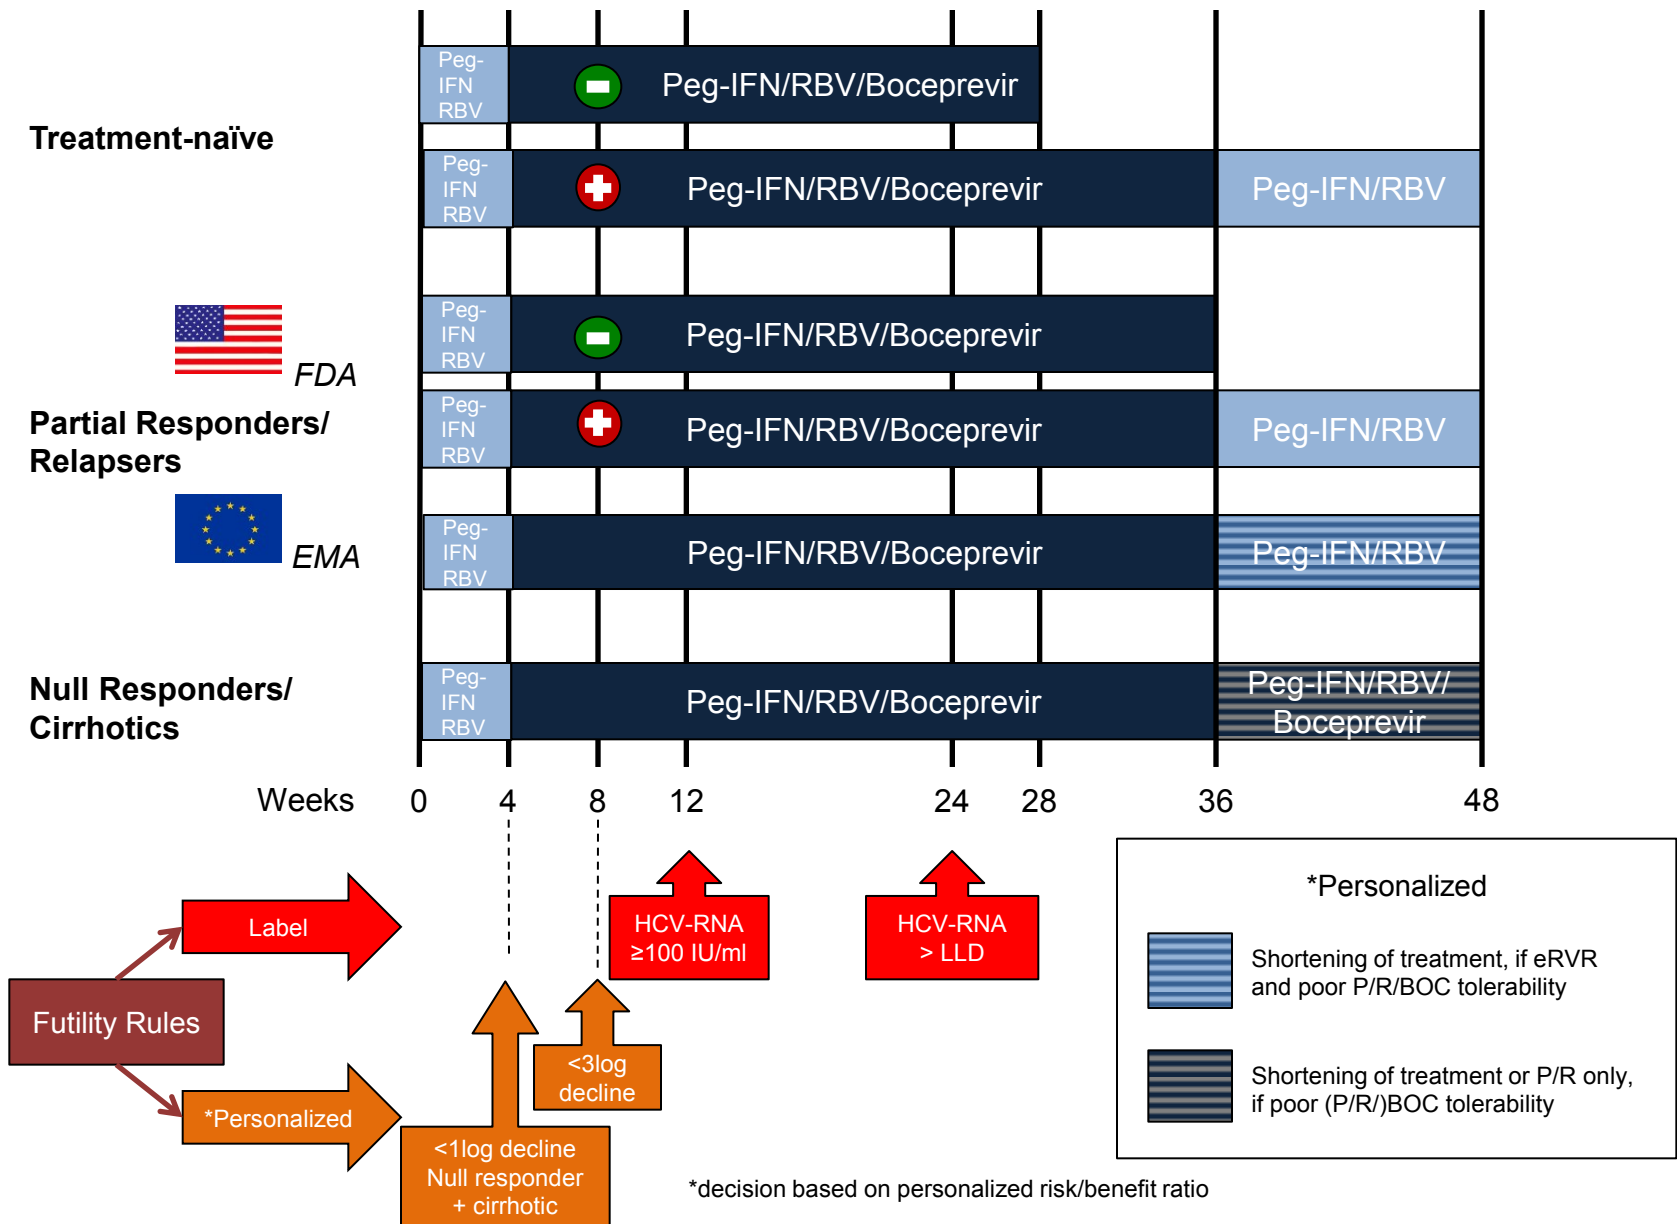 Peg-
IFN
RBV
Peg-IFN/RBV/Boceprevir
Treatment-naïve
Peg-
IFN
RBV
Peg-IFN/RBV/Boceprevir
Peg-IFN/RBV
FDA
Peg-
IFN
RBV
Peg-IFN/RBV/Boceprevir
Partial Responders/
Relapsers
Peg-
IFN
RBV
Peg-IFN/RBV/Boceprevir
Peg-IFN/RBV
EMA
Peg-
IFN
RBV
Peg-IFN/RBV/Boceprevir
Peg-IFN/RBV
Null Responders/
Cirrhotics
Peg-
IFN
RBV
Peg-IFN/RBV/Boceprevir
Peg-IFN/RBV/
Boceprevir
Weeks 0 4 8 12 24 28 36 48
Futility Rules
Label
HCV-RNA
≥100 IU/ml
HCV-RNA
> LLD
*Personalized
<1log decline
Null responder
+ cirrhotic
<3log
decline
*Personalized
Shortening of treatment, if eRVR
and poor P/R/BOC tolerability
Shortening of treatment or P/R only,
if poor (P/R/)BOC tolerability
*decision based on personalized risk/benefit ratio